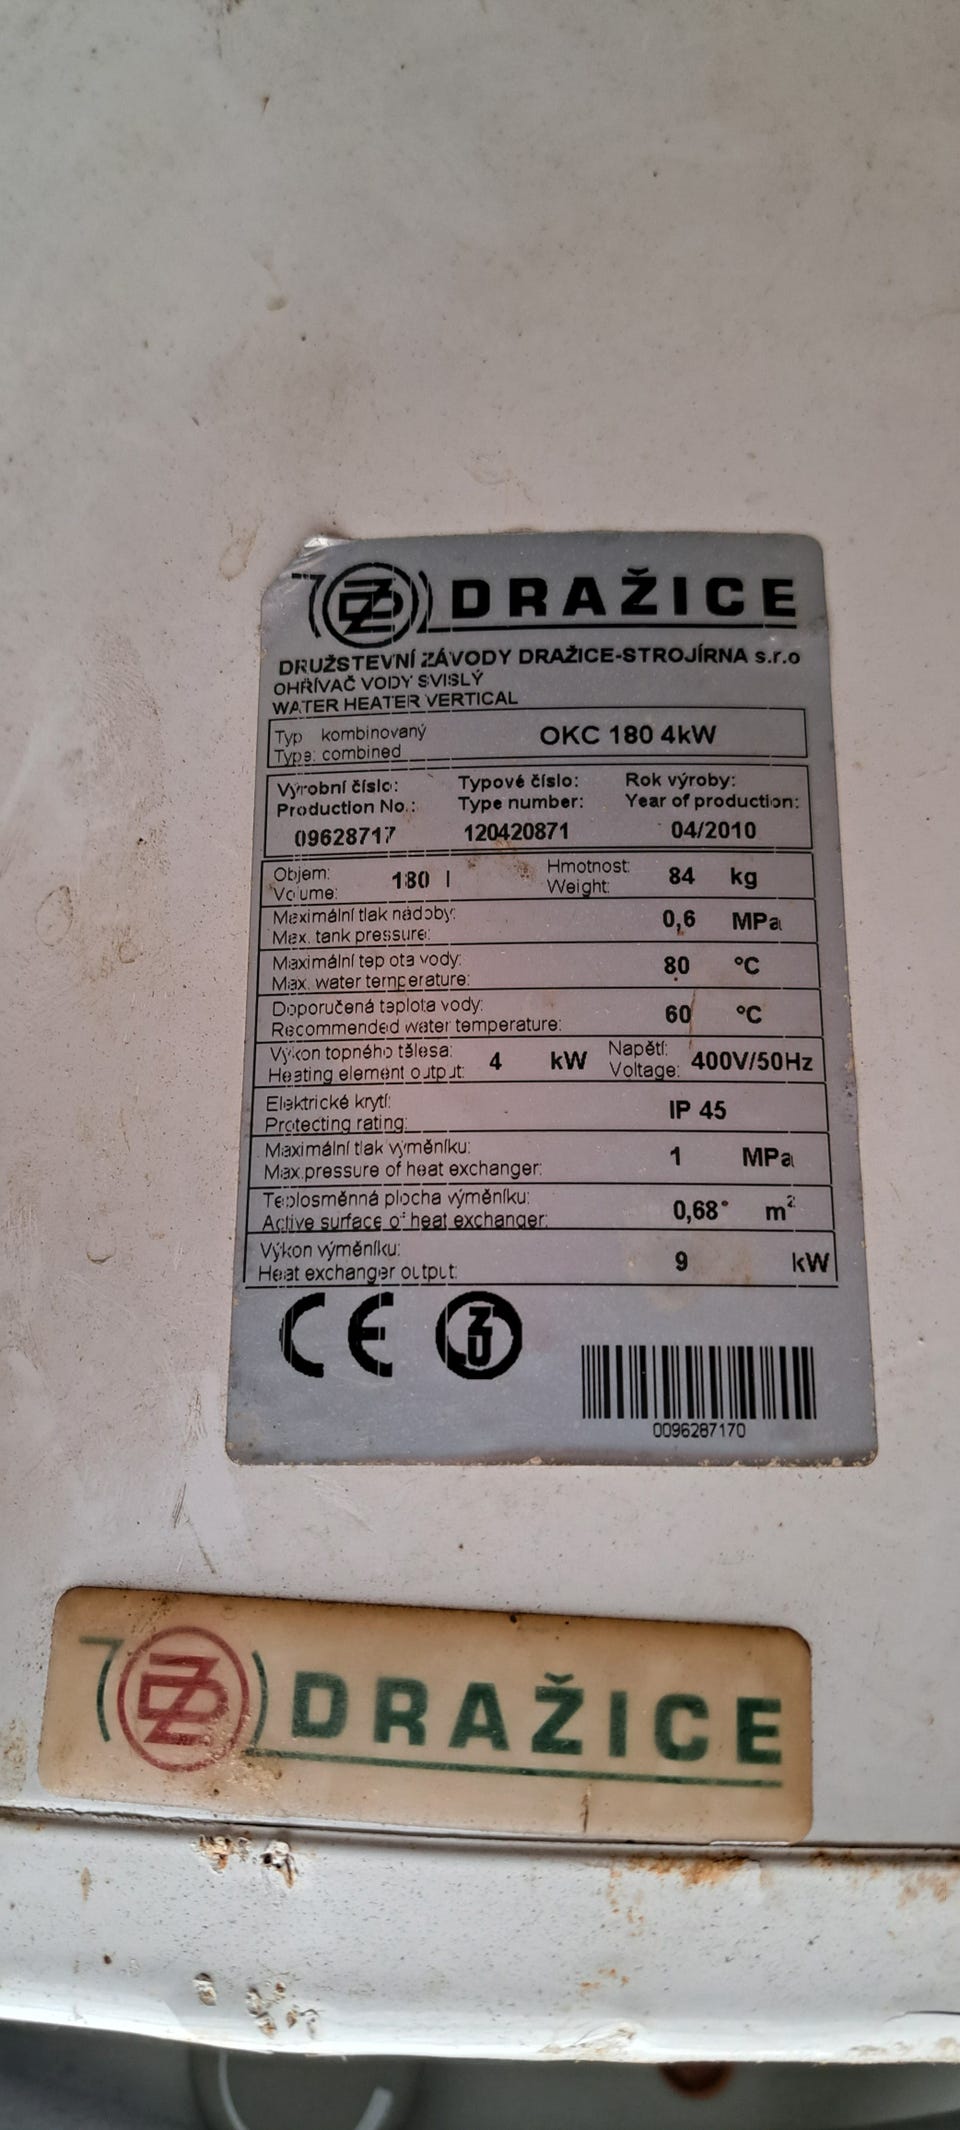 DRAŽICE
DRUŽSTEVNÍ ZÁVODY DRAŽICE-STROJÍRNA s.r.o
OHŘÍVAČ VODY SVISLÝ
WATER HEATER VERTICAL
Typ kombinovaný
Type: combined
OKC 180 4kW
Výrobní číslo: Typové číslo: Rok výroby:
Production No.: Type number: Year of production:
09628717 120420871 04/2010
Objem:
Volume:
180 l
Hmotnost:
Weight:
84 kg
Maximální tlak nádoby:
Max. tank pressure:
0,6 MPa
Maximální teplota vody:
Max. water temperature:
80 °C
Doporučená teplota vody:
Recommended water temperature:
60 °C
Výkon topného tělesa:
Heating element output:
4 kW
Napětí:
Voltage:
400V/50Hz
Elektrické krytí:
Protecting rating:
IP 45
Maximální tlak výměníku:
Max.pressure of heat exchanger:
1 MPa
Teplosměnná plocha výměníku:
Active surface of heat exchanger:
0,68 m²
Výkon výměníku:
Heat exchanger output:
9 kW
CE
0096287170
DRAŽICE